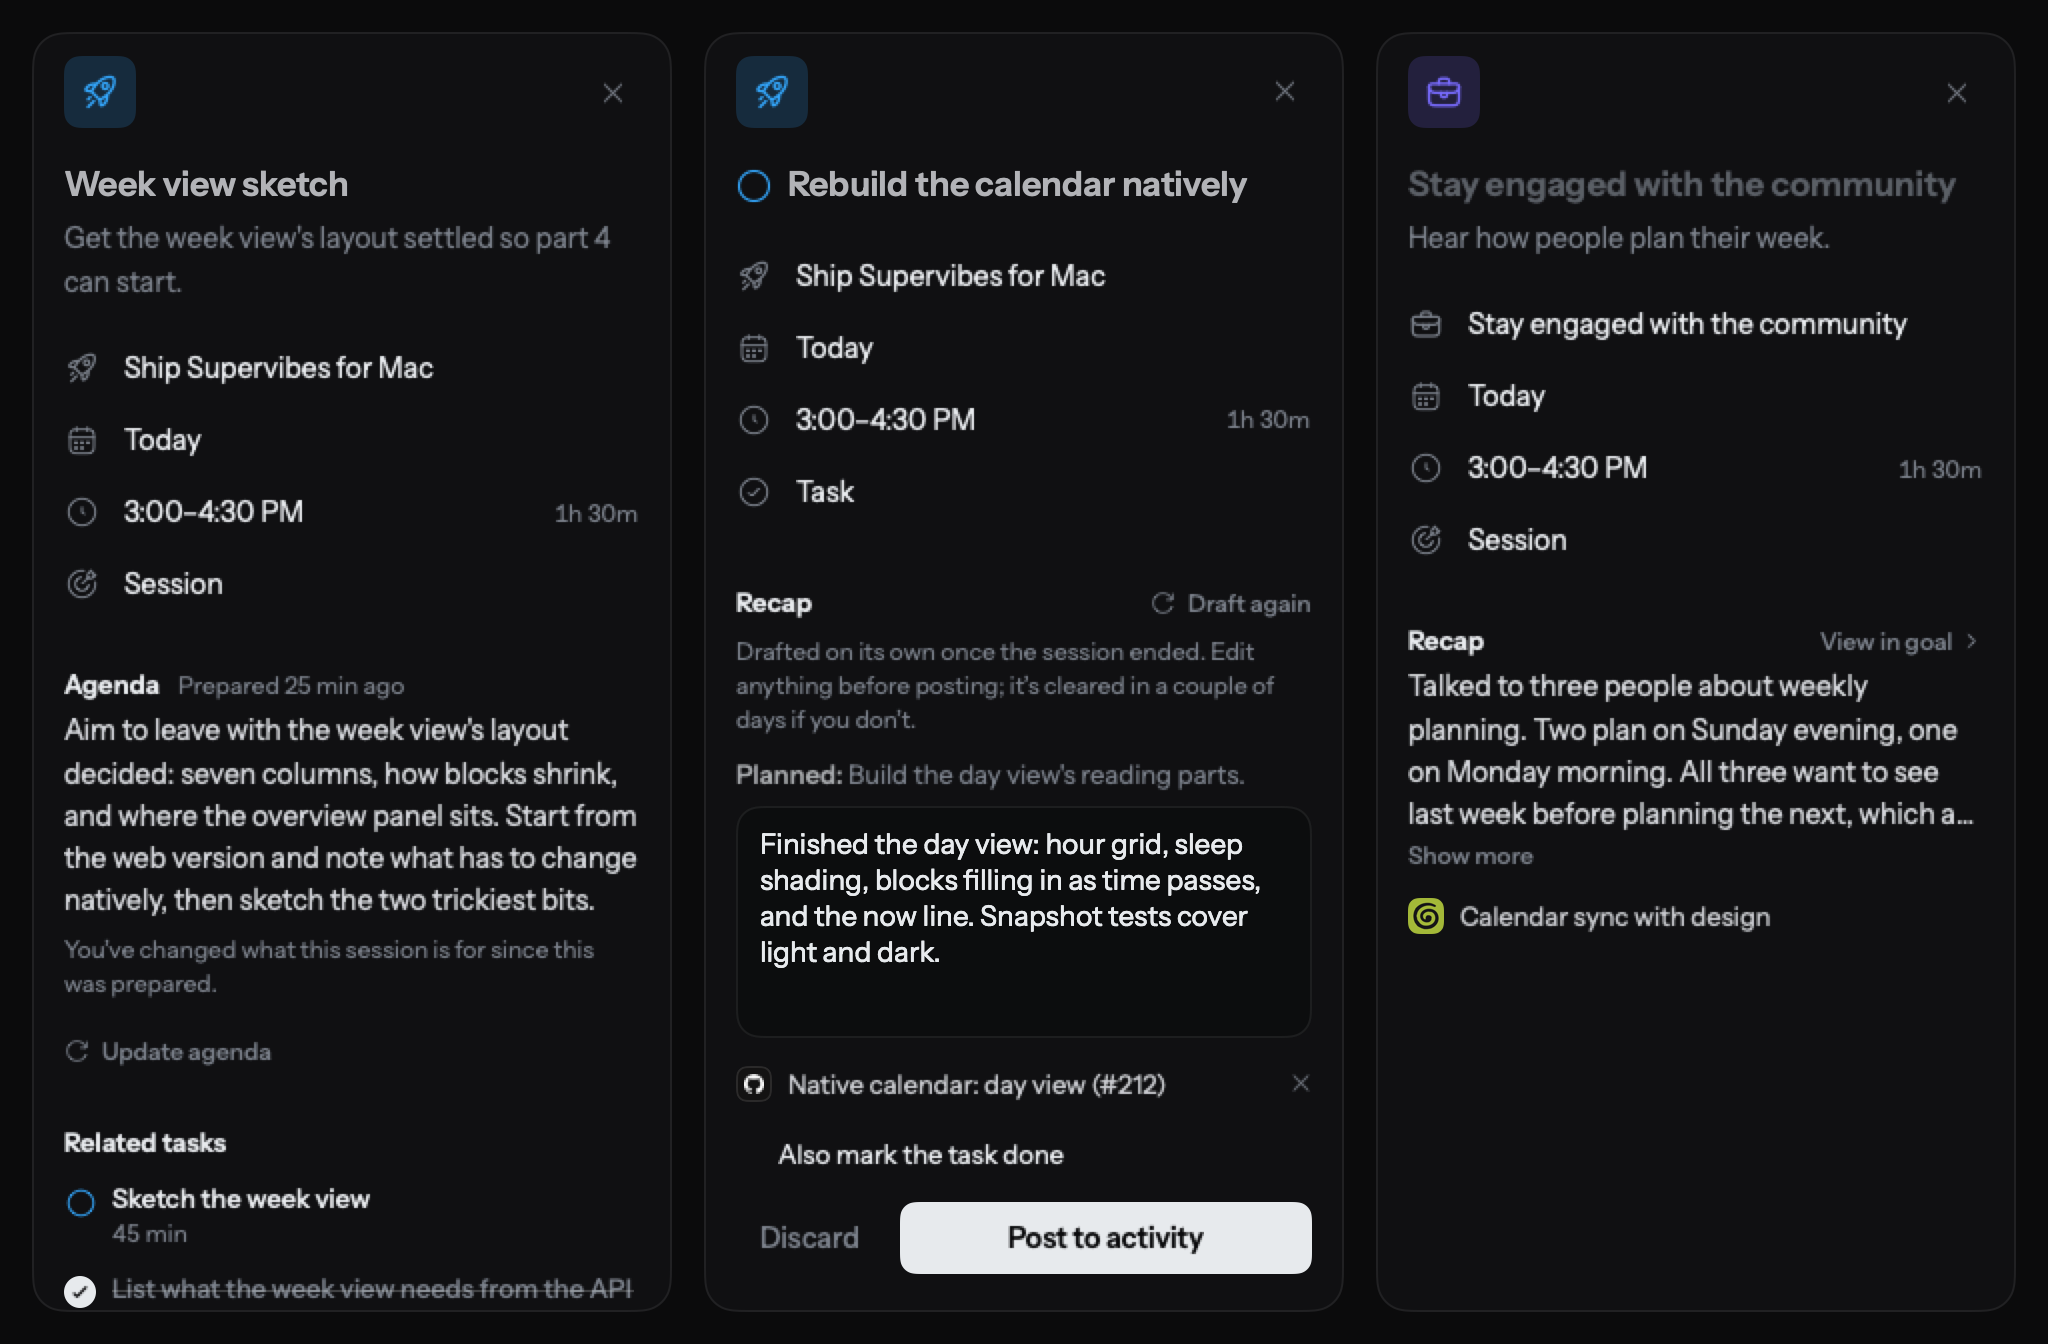 Week view sketch
Get the week view's layout settled so part 4
can start.
Ship Supervibes for Mac
Today
3:00–4:30 PM 1h 30m
Session
Agenda Prepared 25 min ago
Aim to leave with the week view's layout
decided: seven columns, how blocks shrink,
and where the overview panel sits. Start from
the web version and note what has to change
natively, then sketch the two trickiest bits.
You've changed what this session is for since this
was prepared.
Update agenda
Related tasks
Sketch the week view
45 min
List what the week view needs from the API
Rebuild the calendar natively
Ship Supervibes for Mac
Today
3:00–4:30 PM 1h 30m
Task
Recap Draft again
Drafted on its own once the session ended. Edit
anything before posting; it's cleared in a couple of
days if you don't.
Planned: Build the day view's reading parts.
Finished the day view: hour grid, sleep
shading, blocks filling in as time passes,
and the now line. Snapshot tests cover
light and dark.
Native calendar: day view (#212)
Also mark the task done
Discard Post to activity
Stay engaged with the community
Hear how people plan their week.
Stay engaged with the community
Today
3:00–4:30 PM 1h 30m
Session
Recap View in goal
Talked to three people about weekly
planning. Two plan on Sunday evening, one
on Monday morning. All three want to see
last week before planning the next, which a...
Show more
Calendar sync with design